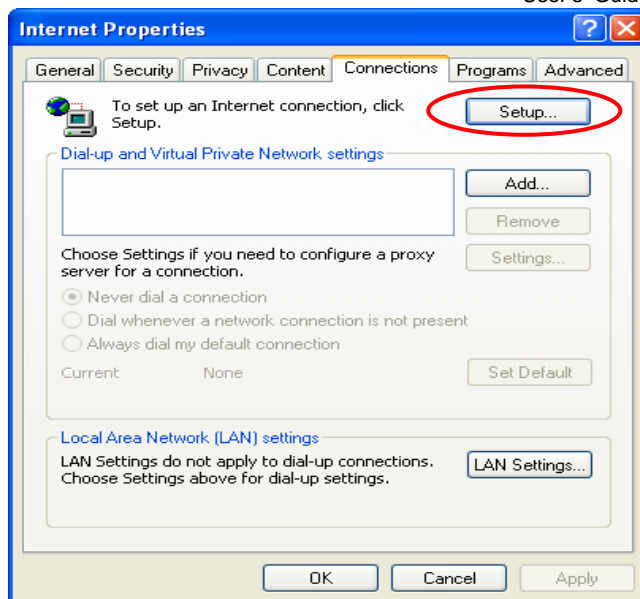 Internet Properties
General Security Privacy Content Connections Programs Advanced
To set up an Internet connection, click
Setup.
Setup...
Dial-up and Virtual Private Network settings
Add...
Remove
Choose Settings if you need to configure a proxy
server for a connection.
Settings...
Never dial a connection
Dial whenever a network connection is not present
Always dial my default connection
Current None
Set Default
Local Area Network (LAN) settings
LAN Settings do not apply to dial-up connections.
Choose Settings above for dial-up settings.
LAN Settings...
OK Cancel Apply